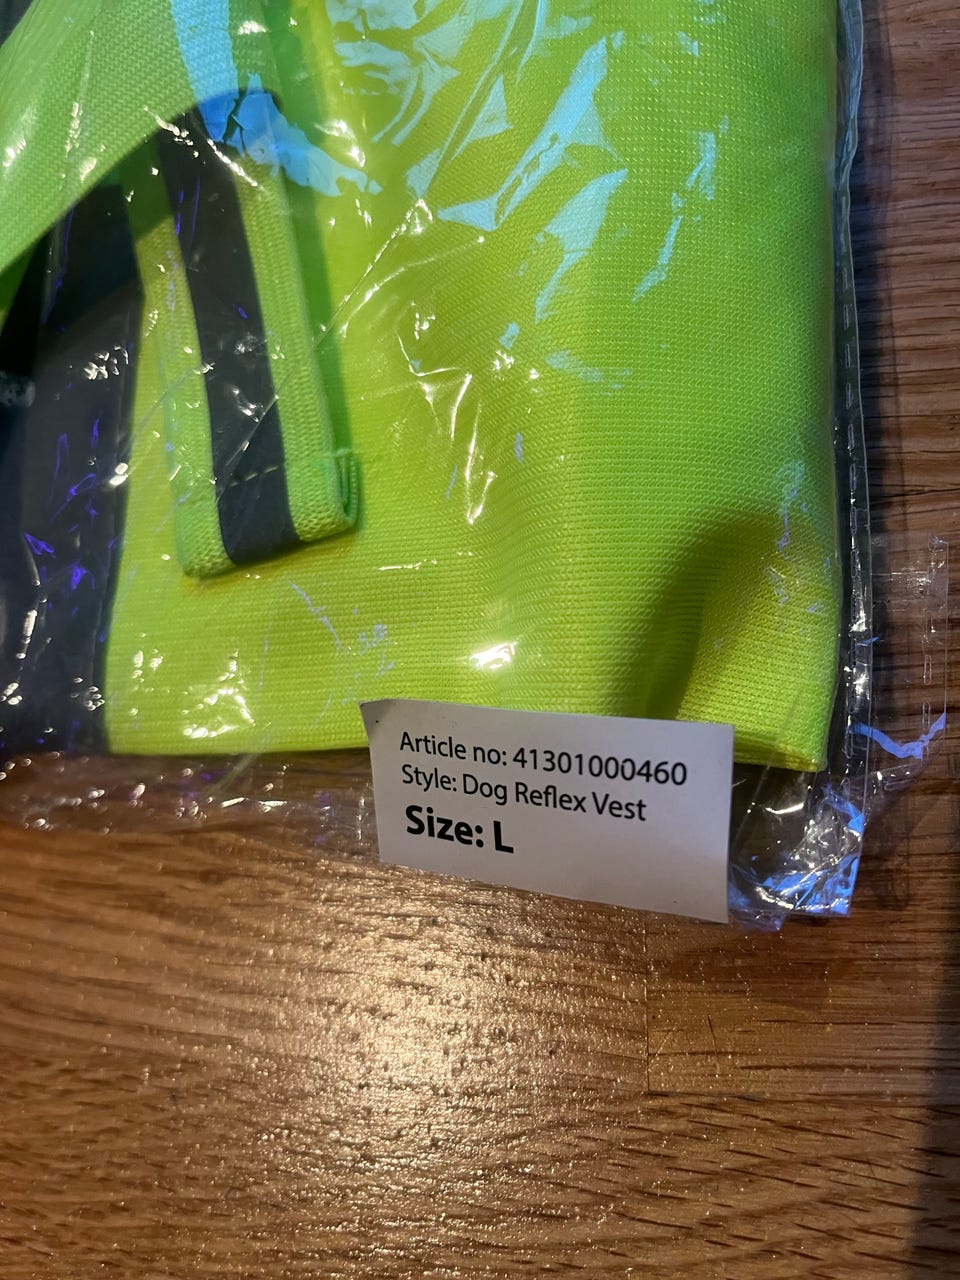 Article no: 41301000460
Style: Dog Reflex Vest
Size: L